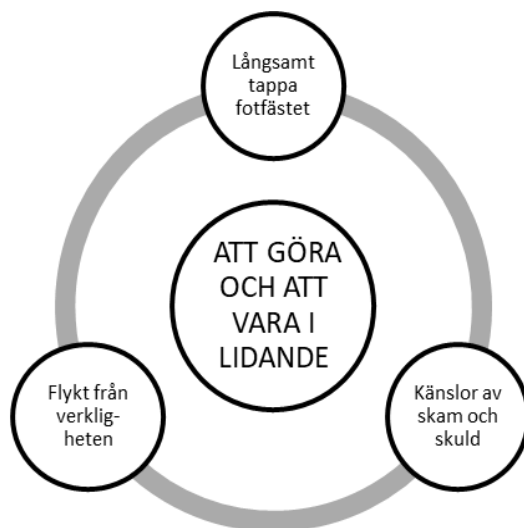 Långsamt
tappa
fotfästet
ATT GÖRA
OCH ATT
VARA I
LIDANDE
Flykt från
verklig-
heten
Känslor av
skam och
skuld